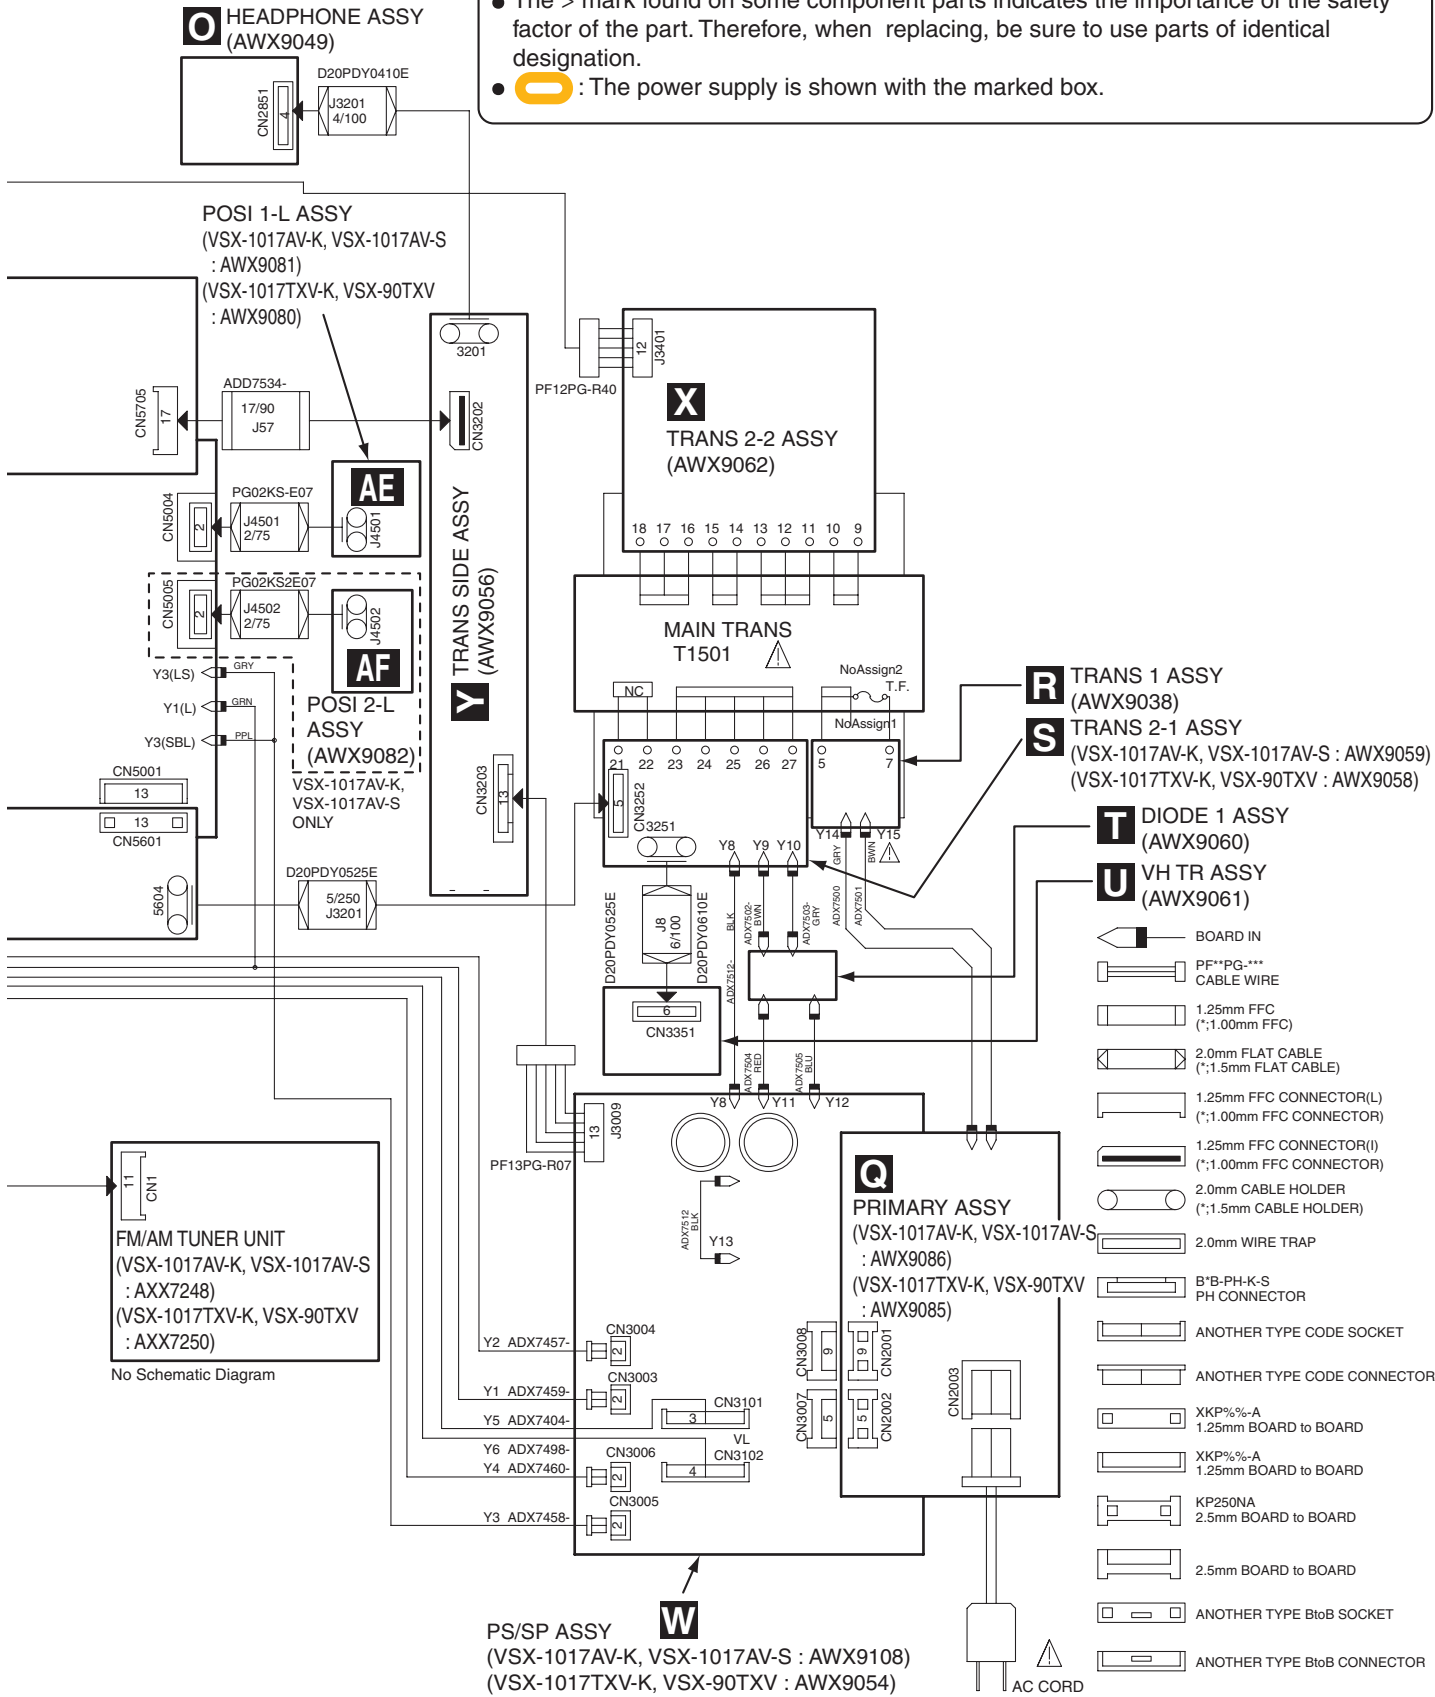 ● The > mark found on some component parts indicates the importance of the safety
factor of the part. Therefore, when replacing, be sure to use parts of identical
designation.
● : The power supply is shown with the marked box.
O HEADPHONE ASSY
(AWX9049)
D20PDY0410E
CN2851
4
J3201
4/100
POSI 1-L ASSY
(VSX-1017AV-K, VSX-1017AV-S
: AWX9081)
(VSX-1017TXV-K, VSX-90TXV
: AWX9080)
3201
PF12PG-R40
12
J3401
X
TRANS 2-2 ASSY
(AWX9062)
CN5705
17
ADD7534-
17/90
J57
CN3202
AE
CN5004
2
PG02KS-E07
J4501
2/75
J4501
18 17 16 15 14 13 12 11 10 9
CN5005
2
PG02KS2E07
J4502
2/75
J4502
AF
POSI 2-L
ASSY
(AWX9082)
VSX-1017AV-K,
VSX-1017AV-S
ONLY
Y TRANS SIDE ASSY
(AWX9056)
MAIN TRANS
T1501
NoAssign2
T.F.
NoAssign1
NC
Y3(LS)
GRY
Y1(L)
GRN
Y3(SBL)
PPL
R TRANS 1 ASSY
(AWX9038)
S TRANS 2-1 ASSY
(VSX-1017AV-K, VSX-1017AV-S : AWX9059)
(VSX-1017TXV-K, VSX-90TXV : AWX9058)
21 22 23 24 25 26 27
5 7
CN5001
13
13
CN5601
CN3203
13
5
CN3252
C3251
Y8 Y9 Y10
Y14 Y15
T DIODE 1 ASSY
(AWX9060)
U VH TR ASSY
(AWX9061)
5604
D20PDY0525E
5/250
J3201
D20PDY0525E
J8
6/100
D20PDY0610E
BLK
ADX7512-
ADX7502-
BWN
ADX7503-
GRY
GRY
ADX7500
BWN
ADX7501
6
CN3351
ADX7504
RED
ADX7505
BLU
Y8 Y11 Y12
BOARD IN
PF**PG-***
CABLE WIRE
1.25mm FFC
(*;1.00mm FFC)
2.0mm FLAT CABLE
(*;1.5mm FLAT CABLE)
1.25mm FFC CONNECTOR(L)
(*;1.00mm FFC CONNECTOR)
1.25mm FFC CONNECTOR(I)
(*;1.00mm FFC CONNECTOR)
2.0mm CABLE HOLDER
(*;1.5mm CABLE HOLDER)
2.0mm WIRE TRAP
B*B-PH-K-S
PH CONNECTOR
ANOTHER TYPE CODE SOCKET
ANOTHER TYPE CODE CONNECTOR
XKP%%-A
1.25mm BOARD to BOARD
XKP%%-A
1.25mm BOARD to BOARD
KP250NA
2.5mm BOARD to BOARD
2.5mm BOARD to BOARD
ANOTHER TYPE BtoB SOCKET
ANOTHER TYPE BtoB CONNECTOR
13
J3009
PF13PG-R07
ADX7512
BLK
Y13
11
CN1
FM/AM TUNER UNIT
(VSX-1017AV-K, VSX-1017AV-S
: AXX7248)
(VSX-1017TXV-K, VSX-90TXV
: AXX7250)
No Schematic Diagram
Q
PRIMARY ASSY
(VSX-1017AV-K, VSX-1017AV-S
: AWX9086)
(VSX-1017TXV-K, VSX-90TXV
: AWX9085)
Y2 ADX7457-
CN3004
2
Y1 ADX7459-
CN3003
2
Y5 ADX7404-
CN3101
3
VL
Y6 ADX7498-
CN3102
4
Y4 ADX7460-
CN3006
2
Y3 ADX7458-
CN3005
2
CN3008
9
9
CN2001
CN3007
5
5
CN2002
CN2003
PS/SP ASSY W
(VSX-1017AV-K, VSX-1017AV-S : AWX9108)
(VSX-1017TXV-K, VSX-90TXV : AWX9054)
AC CORD